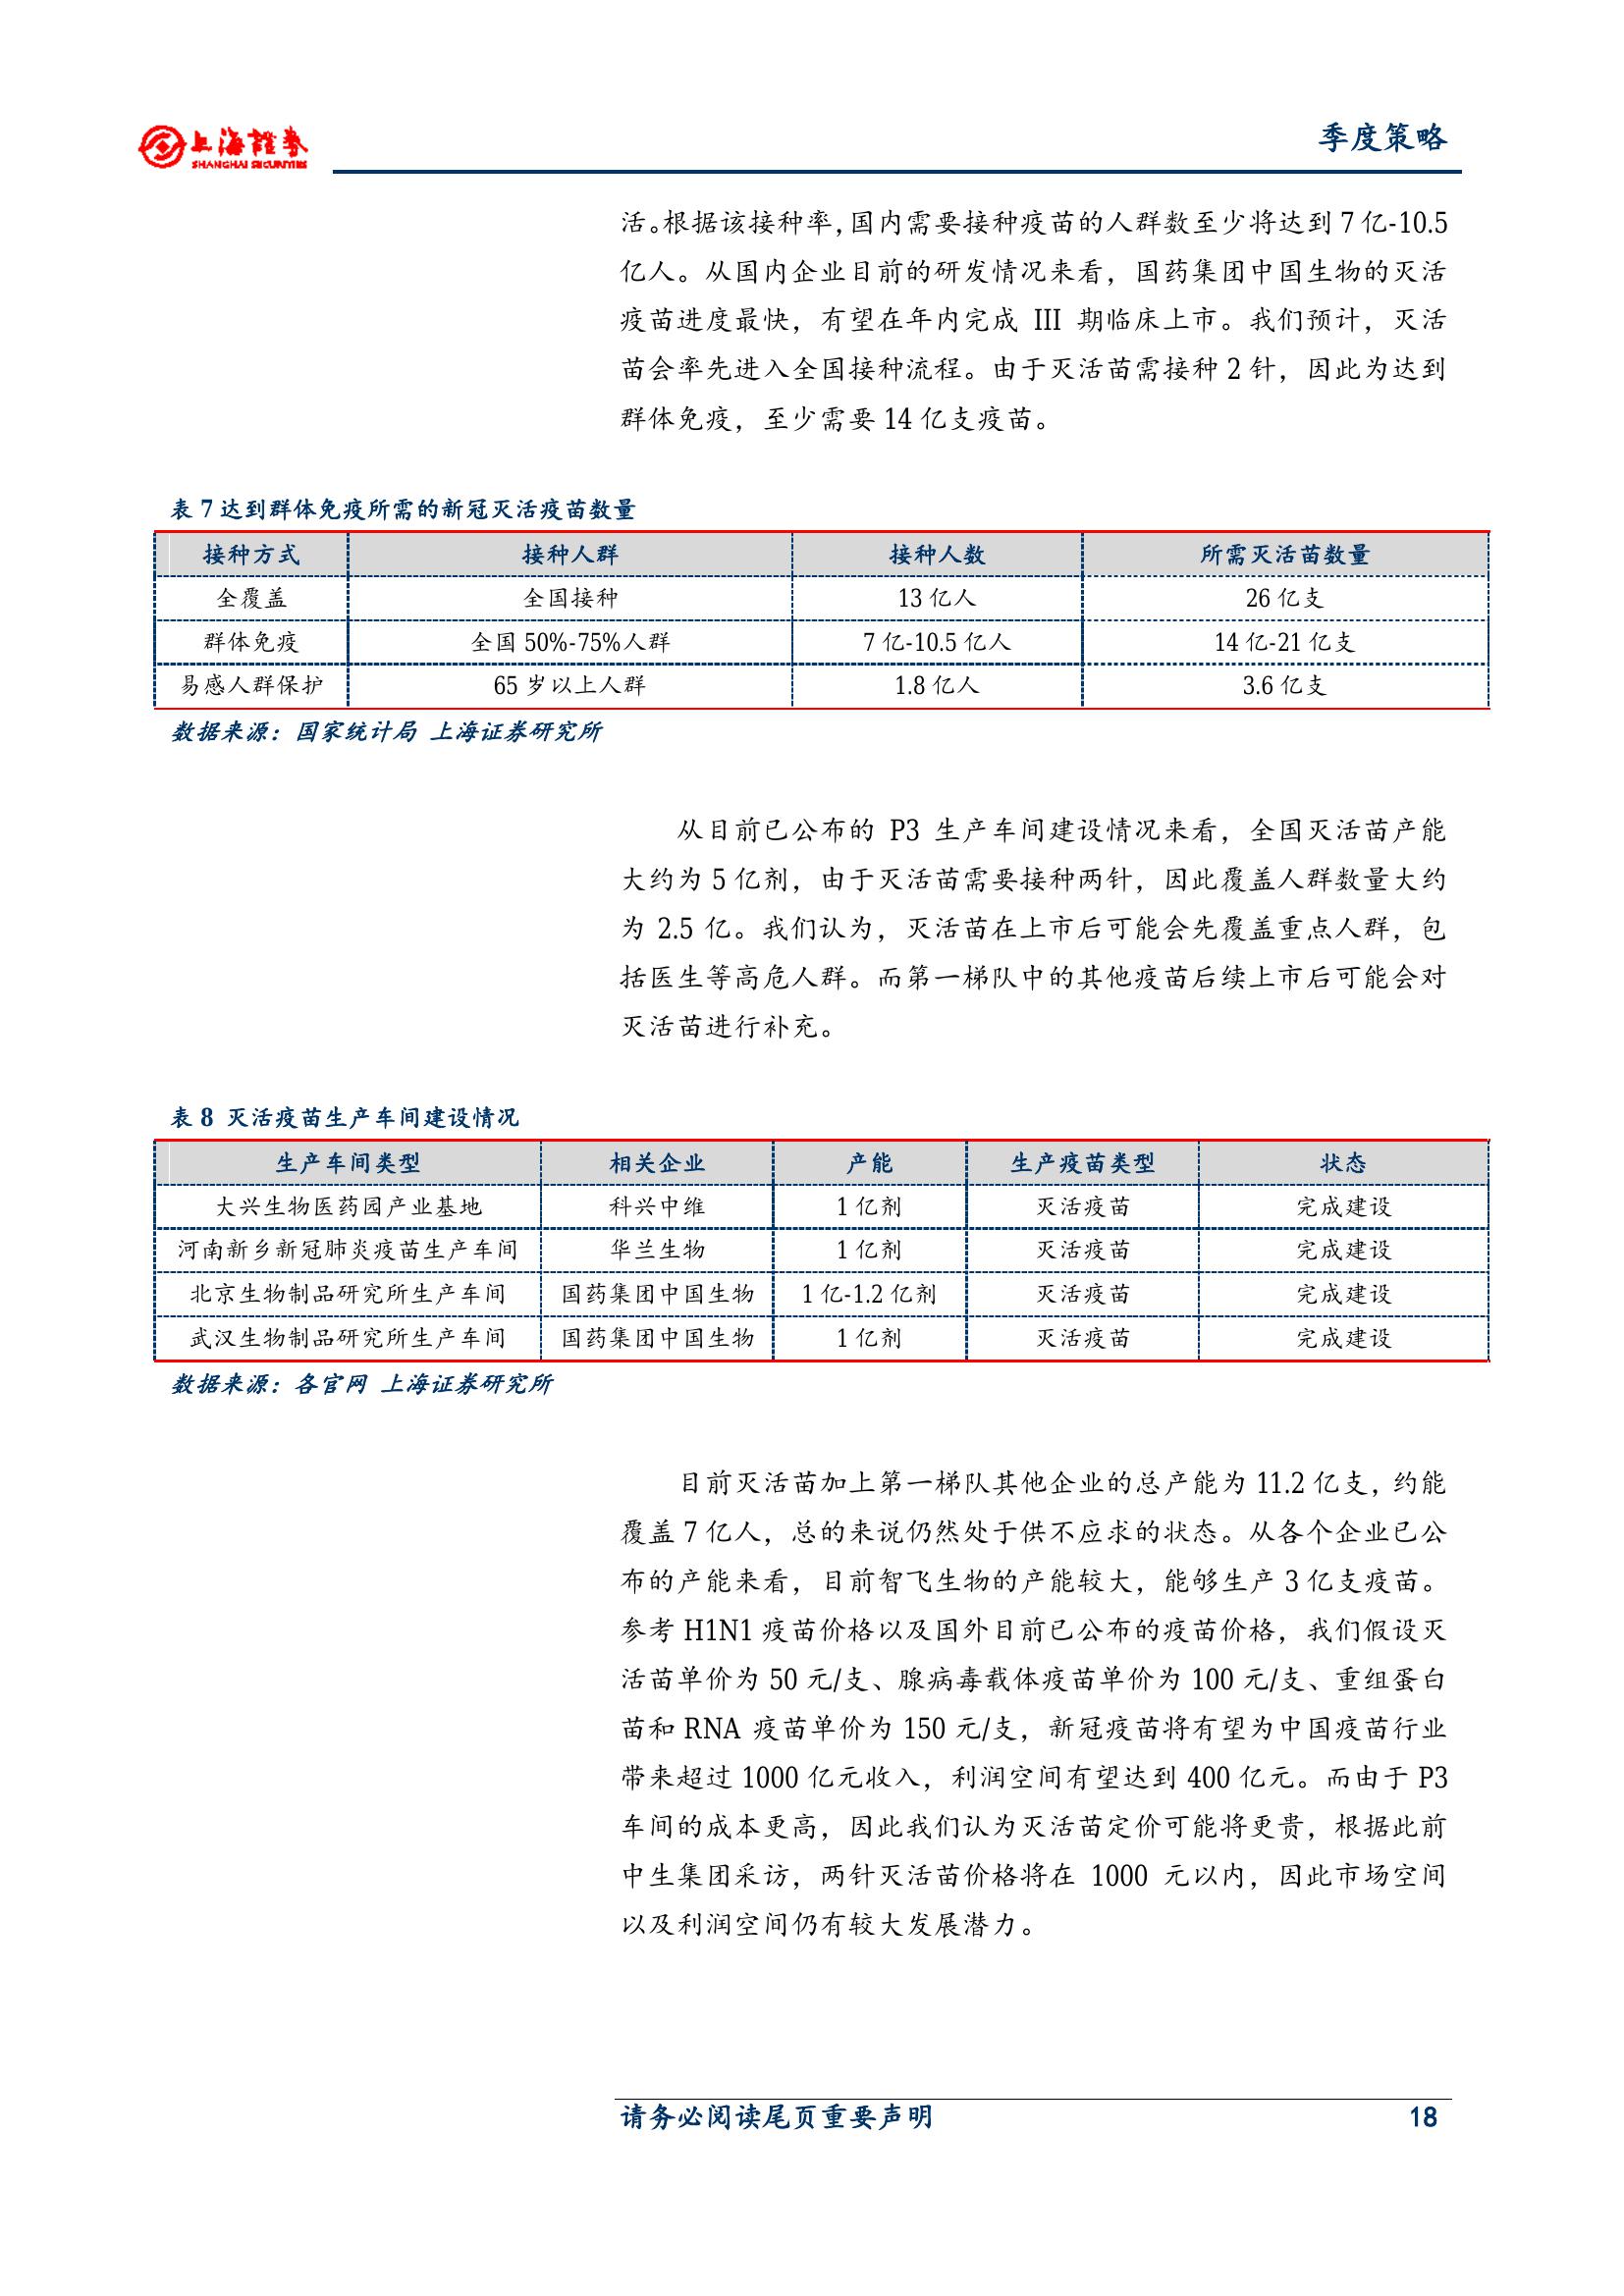 上海證券
SHANGHAI SECURITIES
季度策略
活。根据该接种率，国内需要接种疫苗的人群数至少将达到 7 亿-10.5
亿人。从国内企业目前的研发情况来看，国药集团中国生物的灭活
疫苗进度最快，有望在年内完成 III 期临床上市。我们预计，灭活
苗会率先进入全国接种流程。由于灭活苗需接种 2 针，因此为达到
群体免疫，至少需要 14 亿支疫苗。
表 7 达到群体免疫所需的新冠灭活疫苗数量
接种方式 接种人群 接种人数 所需灭活苗数量
全覆盖 全国接种 13 亿人 26 亿支
群体免疫 全国 50%-75%人群 7 亿-10.5 亿人 14 亿-21 亿支
易感人群保护 65 岁以上人群 1.8 亿人 3.6 亿支
数据来源：国家统计局 上海证券研究所
从目前已公布的 P3 生产车间建设情况来看，全国灭活苗产能
大约为 5 亿剂，由于灭活苗需要接种两针，因此覆盖人群数量大约
为 2.5 亿。我们认为，灭活苗在上市后可能会先覆盖重点人群，包
括医生等高危人群。而第一梯队中的其他疫苗后续上市后可能会对
灭活苗进行补充。
表 8 灭活疫苗生产车间建设情况
生产车间类型 相关企业 产能 生产疫苗类型 状态
大兴生物医药园产业基地 科兴中维 1 亿剂 灭活疫苗 完成建设
河南新乡新冠肺炎疫苗生产车间 华兰生物 1 亿剂 灭活疫苗 完成建设
北京生物制品研究所生产车间 国药集团中国生物 1 亿-1.2 亿剂 灭活疫苗 完成建设
武汉生物制品研究所生产车间 国药集团中国生物 1 亿剂 灭活疫苗 完成建设
数据来源：各官网 上海证券研究所
目前灭活苗加上第一梯队其他企业的总产能为 11.2 亿支，约能
覆盖 7 亿人，总的来说仍然处于供不应求的状态。从各个企业已公
布的产能来看，目前智飞生物的产能较大，能够生产 3 亿支疫苗。
参考 H1N1 疫苗价格以及国外目前已公布的疫苗价格，我们假设灭
活苗单价为 50 元/支、腺病毒载体疫苗单价为 100 元/支、重组蛋白
苗和 RNA 疫苗单价为 150 元/支，新冠疫苗将有望为中国疫苗行业
带来超过 1000 亿元收入，利润空间有望达到 400 亿元。而由于 P3
车间的成本更高，因此我们认为灭活苗定价可能将更贵，根据此前
中生集团采访，两针灭活苗价格将在 1000 元以内，因此市场空间
以及利润空间仍有较大发展潜力。
请务必阅读尾页重要声明 18